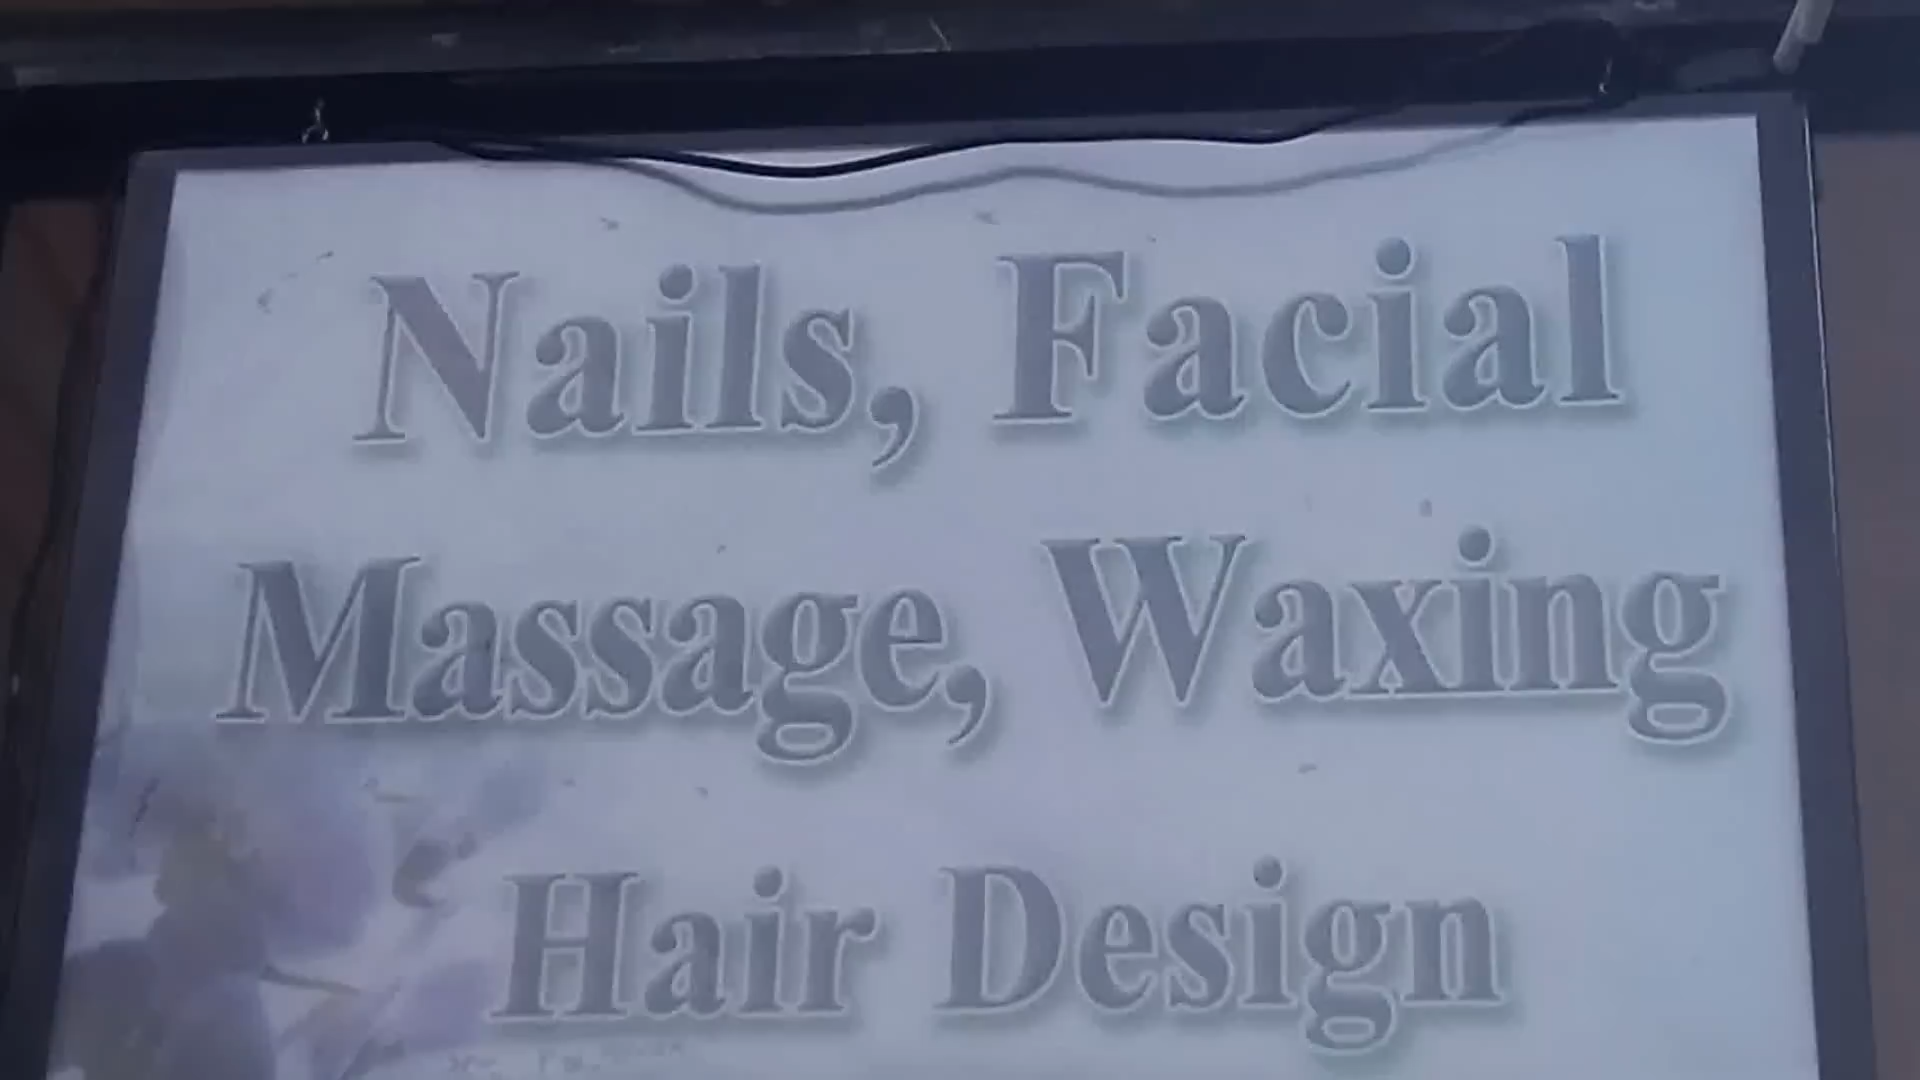 Nails, Facial
Massage, Waxing
Hair Design